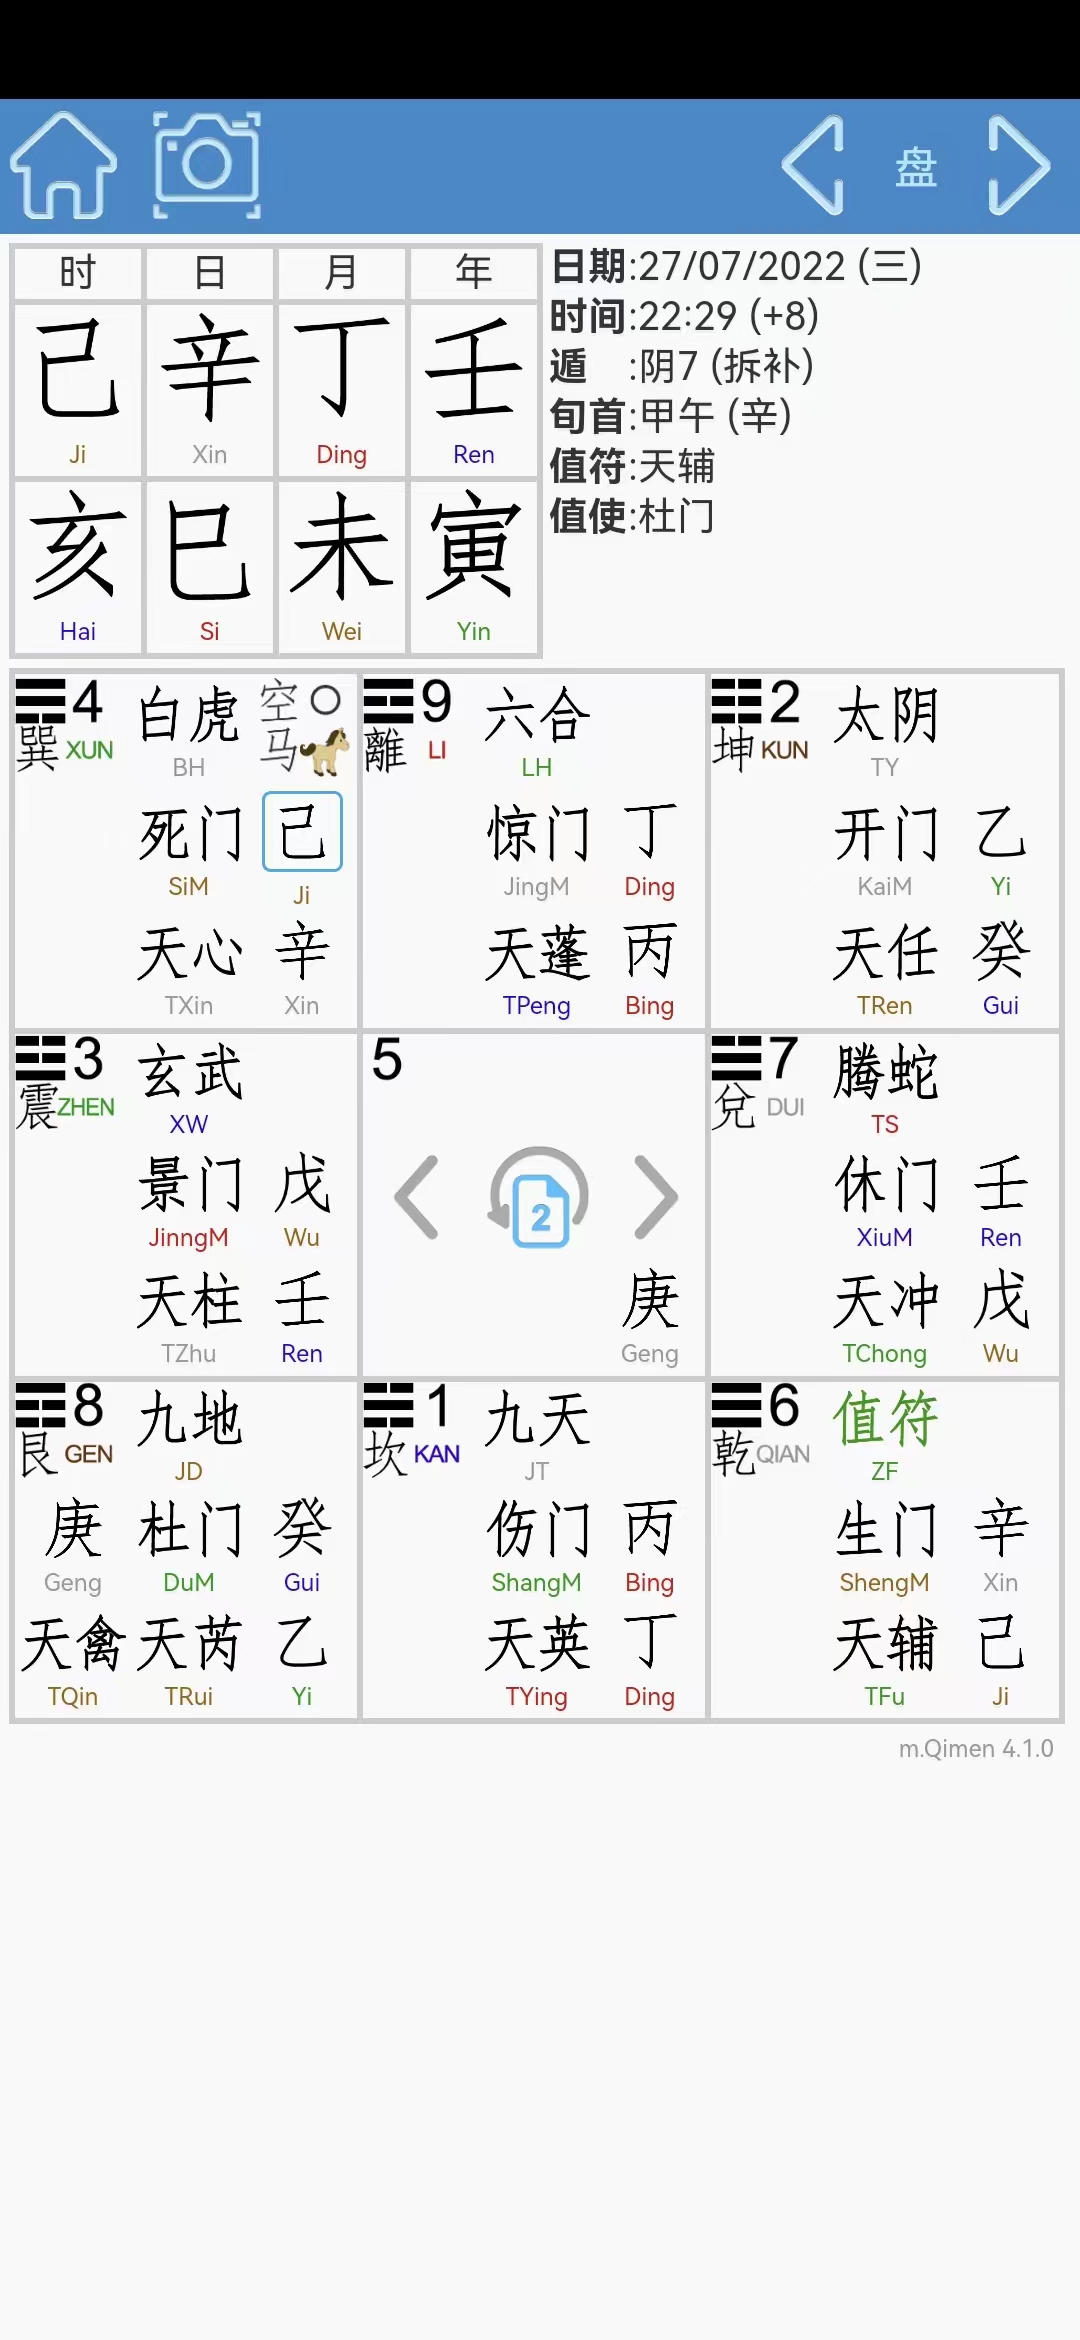 盘
时 日 月 年
己 辛 丁 壬
Ji Xin Ding Ren
亥 巳 未 寅
Hai Si Wei Yin
日期:27/07/2022 (三)
时间:22:29 (+8)
遁 :阴7 (拆补)
旬首:甲午 (辛)
值符:天辅
值使:杜门
4 白虎 空
巽 XUN BH 马
死门 己
SiM Ji
天心 辛
TXin Xin
9 六合
離 LI LH
惊门 丁
JingM Ding
天蓬 丙
TPeng Bing
2 太阴
坤 KUN TY
开门 乙
KaiM Yi
天任 癸
TRen Gui
3 玄武
震 ZHEN XW
景门 戊
JinngM Wu
天柱 壬
TZhu Ren
5
2
庚
Geng
7 腾蛇
兌 DUI TS
休门 壬
XiuM Ren
天冲 戊
TChong Wu
8 九地
艮 GEN JD
庚 杜门 癸
Geng DuM Gui
天禽 天芮 乙
TQin TRui Yi
1 九天
坎 KAN JT
伤门 丙
ShangM Bing
天英 丁
TYing Ding
6 值符
乾 QIAN ZF
生门 辛
ShengM Xin
天辅 己
TFu Ji
m.Qimen 4.1.0